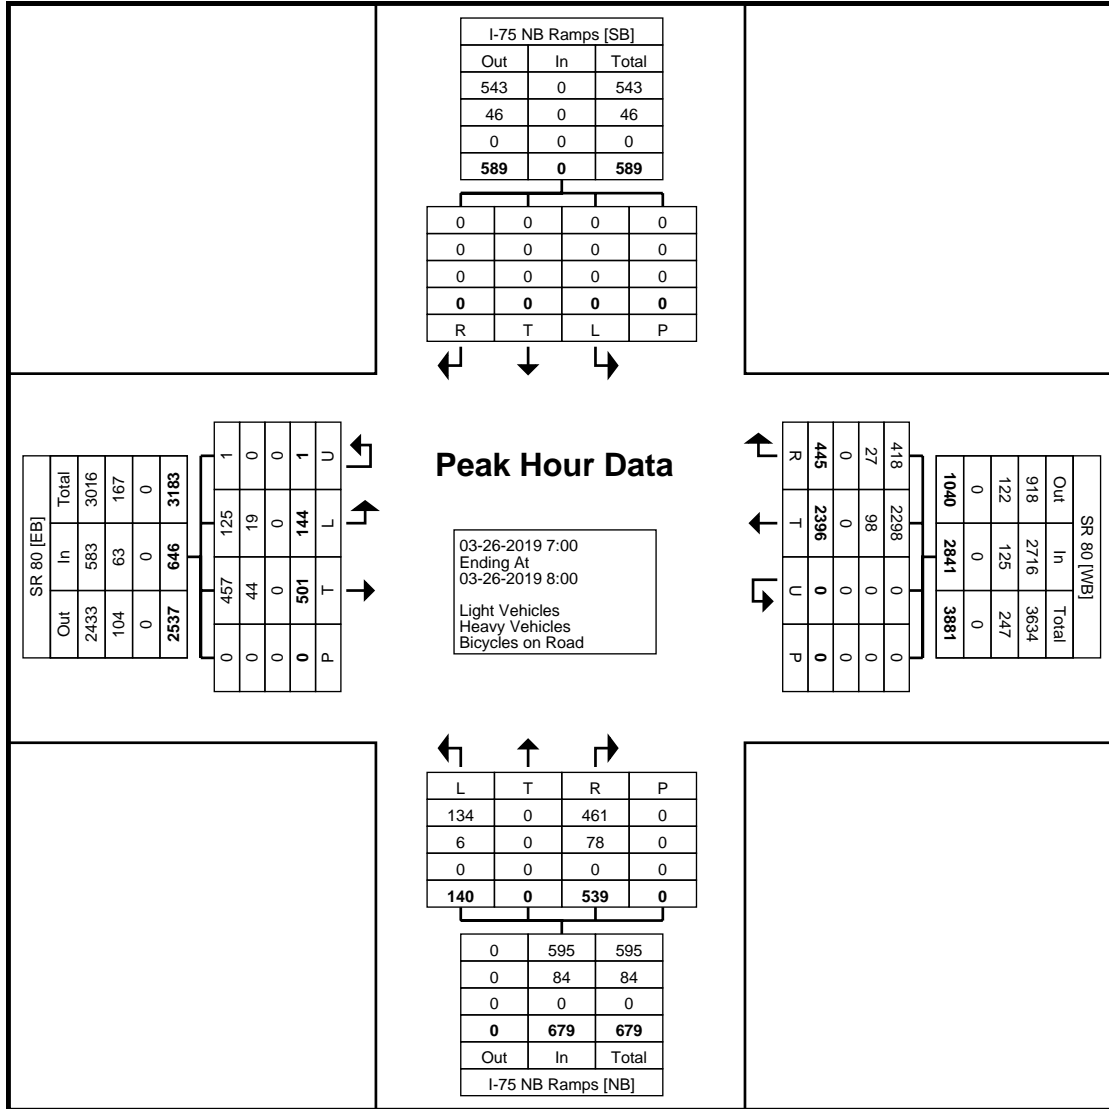 I-75 NB Ramps [SB]
Out In Total
543 0 543
46 0 46
0 0 0
589 0 589
0 0 0 0
0 0 0 0
0 0 0 0
0 0 0 0
R T L P
SR 80 [EB]
Total In Out
3016 583 2433
167 63 104
0 0 0
3183 646 2537
1 125 457 0
0 19 44 0
0 0 0 0
1 144 501 0
U L T P
Peak Hour Data
03-26-2019 7:00
Ending At
03-26-2019 8:00
Light Vehicles
Heavy Vehicles
Bicycles on Road
SR 80 [WB]
Out In Total
918 2716 3634
122 125 247
0 0 0
1040 2841 3881
418 2298 0 0
27 98 0 0
0 0 0 0
445 2396 0 0
R T U P
L T R P
134 0 461 0
6 0 78 0
0 0 0 0
140 0 539 0
0 595 595
0 84 84
0 0 0
0 679 679
Out In Total
I-75 NB Ramps [NB]